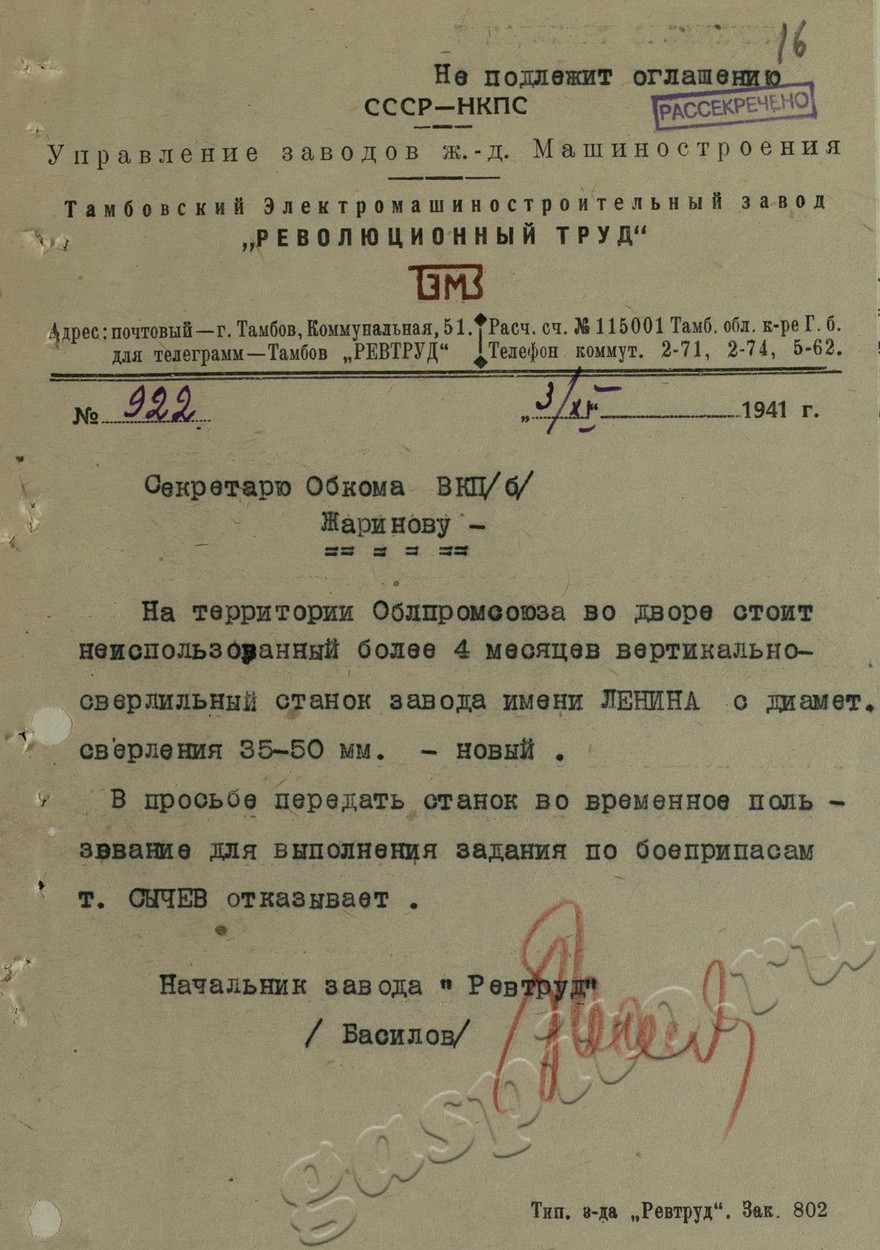 16
Не подлежит оглашению
СССР—НКПС
РАССЕКРЕЧЕНО
Управление заводов ж.-д. Машиностроения
Тамбовский Электромашиностроительный завод
„РЕВОЛЮЦИОННЫЙ ТРУД“
ТЭМЗ
Адрес: почтовый—г. Тамбов, Коммунальная, 51.
для телеграмм—Тамбов „РЕВТРУД“
Расч. сч. № 115001 Тамб. обл. к-ре Г. б.
Телефон коммут. 2-71, 2-74, 5-62.
№ 922
„3/XI“ 1941 г.
Секретарю Обкома ВКП/б/
Жаринову -
== = = ==
На территории Облпромсоюза во дворе стоит
неиспользованный более 4 месяцев вертикально-
сверлильный станок завода имени ЛЕНИНА с диамет.
сверления 35-50 мм. - новый .
В просьбе передать станок во временное поль -
зование для выполнения задания по боеприпасам
т. СЫЧЕВ отказывает .
Начальник завода " Ревтруд"
/ Басилов/
gaspito.ru
Тип. з-да „Ревтруд“. Зак. 802